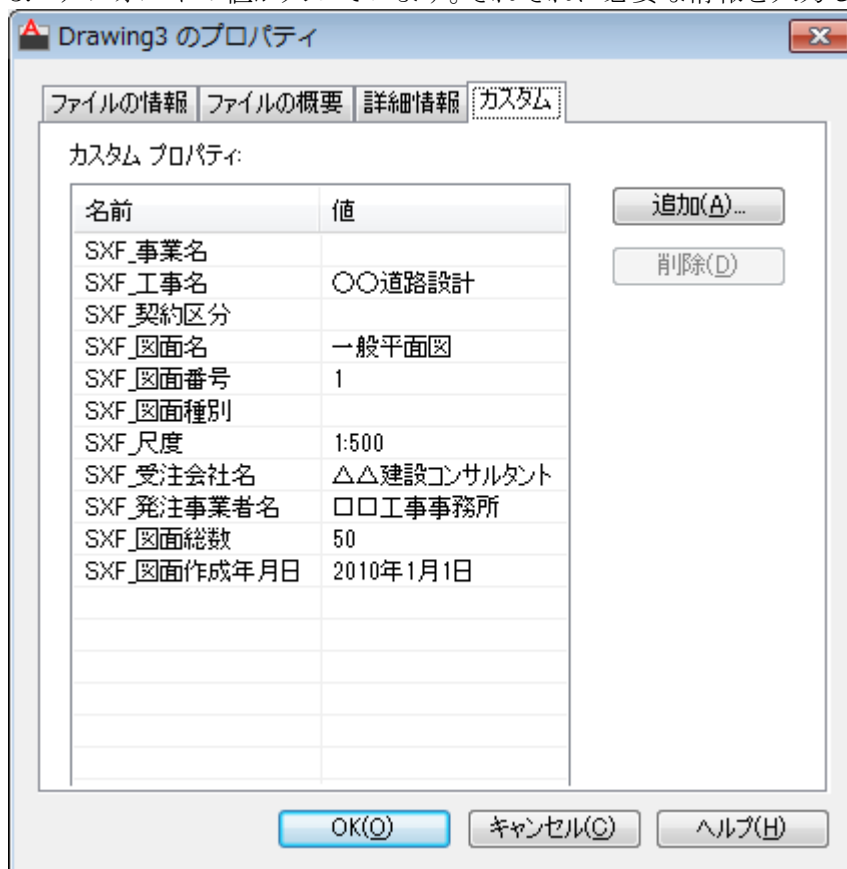 Drawing3 のプロパティ
ファイルの情報 ファイルの概要 詳細情報 カスタム
カスタム プロパティ:
名前 値
追加(A)...
削除(D)
SXF_事業名
SXF_工事名 〇〇道路設計
SXF_契約区分
SXF_図面名 一般平面図
SXF_図面番号 1
SXF_図面種別
SXF_尺度 1:500
SXF_受注会社名 △△建設コンサルタント
SXF_発注事業者名 ロロ工事事務所
SXF_図面総数 50
SXF_図面作成年月日 2010年1月1日
OK(O) キャンセル(C) ヘルプ(H)